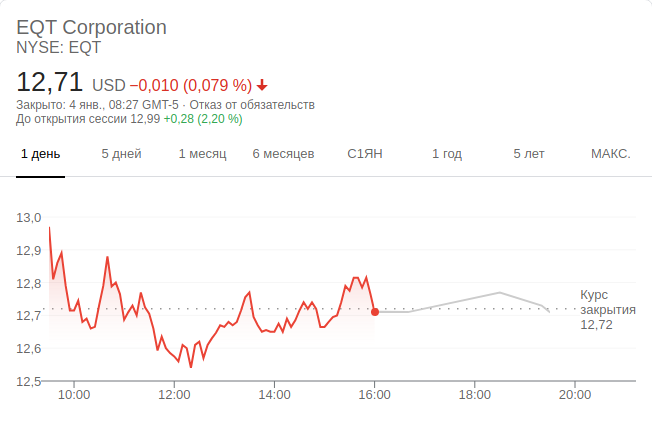 EQT Corporation
NYSE: EQT
12,71 USD −0,010 (0,079 %)
Закрыто: 4 янв., 08:27 GMT-5 · Отказ от обязательств
До открытия сессии 12,99 +0,28 (2,20 %)
1 день 5 дней 1 месяц 6 месяцев С1ЯН 1 год 5 лет МАКС.
13,0
12,9
12,8
12,7
12,6
12,5
Курс
закрытия
12,72
10:00 12:00 14:00 16:00 18:00 20:00